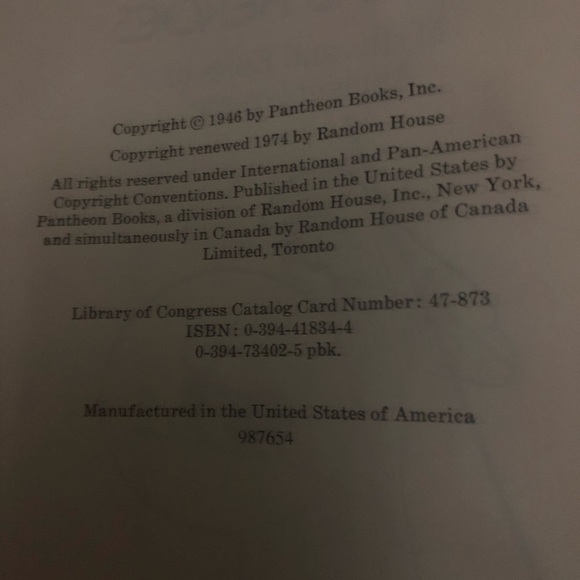 Copyright © 1946 by Pantheon Books, Inc.
Copyright renewed 1974 by Random House
All rights reserved under International and Pan-American
Copyright Conventions. Published in the United States by
Pantheon Books, a division of Random House, Inc., New York,
and simultaneously in Canada by Random House of Canada
Limited, Toronto
Library of Congress Catalog Card Number: 47-873
ISBN: 0-394-41834-4
0-394-73402-5 pbk.
Manufactured in the United States of America
987654